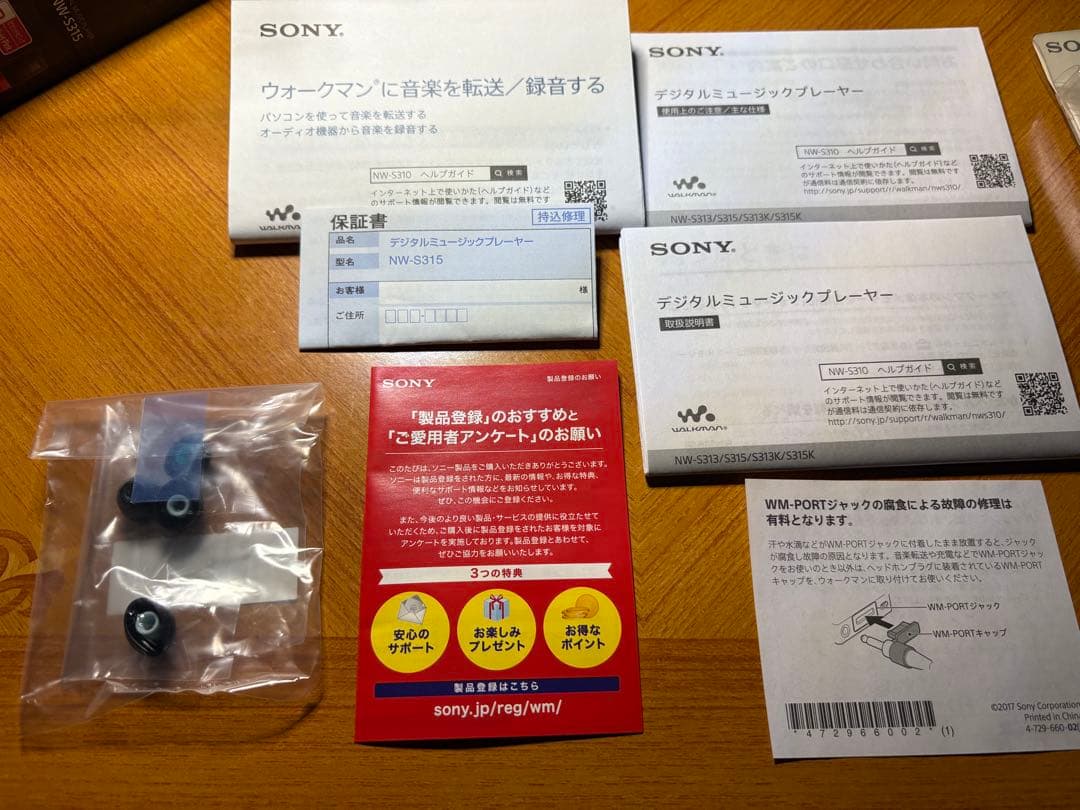 NW-S315
SONY
ウォークマン®に音楽を転送/録音する
パソコンを使って音楽を転送する
オーディオ機器から音楽を録音する
NW-S310 ヘルプガイド 検索
インターネット上で使いかた(ヘルプガイド)など
のサポート情報が閲覧できます。閲覧は無料です
WALKMAN
SONY
デジタルミュージックプレーヤー
使用上のご注意/主な仕様
NW-S310 ヘルプガイド 検索
インターネット上で使いかた(ヘルプガイド)など
のサポート情報が閲覧できます。閲覧は無料です
が通信料は通信契約に依存します。
http://sony.jp/support/r/walkman/nws310/
WALKMAN
NW-S313/S315/S313K/S315K
SO
保証書
持込修理
品名 デジタルミュージックプレーヤー
型名 NW-S315
お客様 様
ご住所
SONY
デジタルミュージックプレーヤー
取扱説明書
NW-S310 ヘルプガイド 検索
インターネット上で使いかた(ヘルプガイド)など
のサポート情報が閲覧できます。閲覧は無料です
が通信料は通信契約に依存します。
http://sony.jp/support/r/walkman/nws310/
WALKMAN
NW-S313/S315/S313K/S315K
SONY
製品登録のお願い
「製品登録」のおすすめと
「ご愛用者アンケート」のお願い
このたびは、ソニー製品をご購入いただきありがとうございます。
ソニーは製品登録をされた方に、最新の情報や、お得な特典、
便利なサポート情報などをお知らせしています。
ぜひ、この機会にご登録ください。
また、今後のより良い製品・サービスの提供に役立たせて
いただくため、ご購入後に製品登録をされたお客様を対象に
アンケートを実施しております。製品登録とあわせて、
ぜひご協力をお願いいたします。
3つの特典
安心の
サポート
お楽しみ
プレゼント
お得な
ポイント
製品登録はこちら
sony.jp/reg/wm/
WM-PORTジャックの腐食による故障の修理は
有料となります。
汗や水滴などがWM-PORTジャックに付着したまま放置すると、ジャック
が腐食し故障の原因となります。音楽転送や充電などでWM-PORTジャッ
クをお使いのとき以外は、ヘッドホンプラグに装着されているWM-PORT
キャップを、ウォークマンに取り付けてお使いください。
WM-PORTジャック
WM-PORTキャップ
*472966002* (1)
©2017 Sony Corporation
Printed in China
4-729-660-02